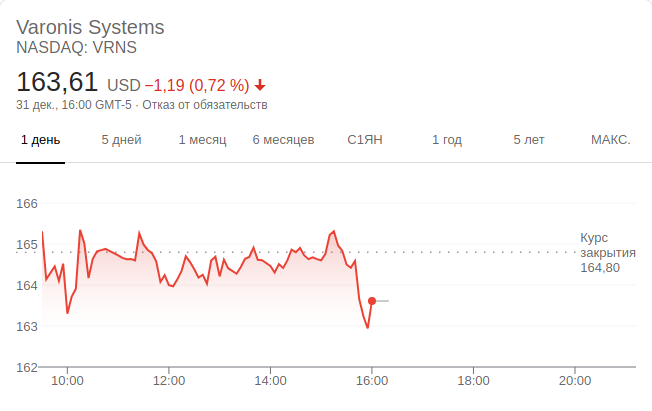 Varonis Systems
NASDAQ: VRNS
163,61 USD −1,19 (0,72 %)
31 дек., 16:00 GMT-5 · Отказ от обязательств
1 день 5 дней 1 месяц 6 месяцев С1ЯН 1 год 5 лет МАКС.
166
165
164
163
162
Курс
закрытия
164,80
10:00 12:00 14:00 16:00 18:00 20:00